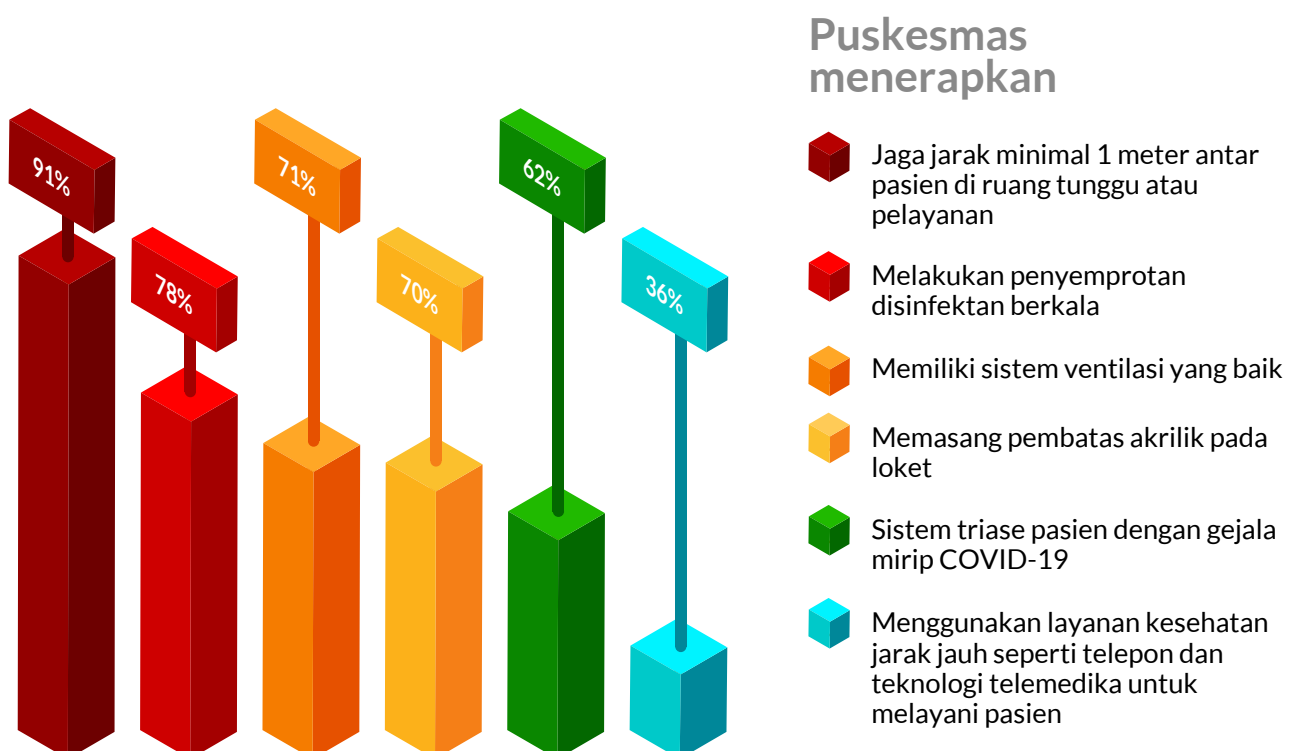 Puskesmas
menerapkan
91%
78%
71%
70%
62%
36%
Jaga jarak minimal 1 meter antar
pasien di ruang tunggu atau
pelayanan
Melakukan penyemprotan
disinfektan berkala
Memiliki sistem ventilasi yang baik
Memasang pembatas akrilik pada
loket
Sistem triase pasien dengan gejala
mirip COVID-19
Menggunakan layanan kesehatan
jarak jauh seperti telepon dan
teknologi telemedika untuk
melayani pasien